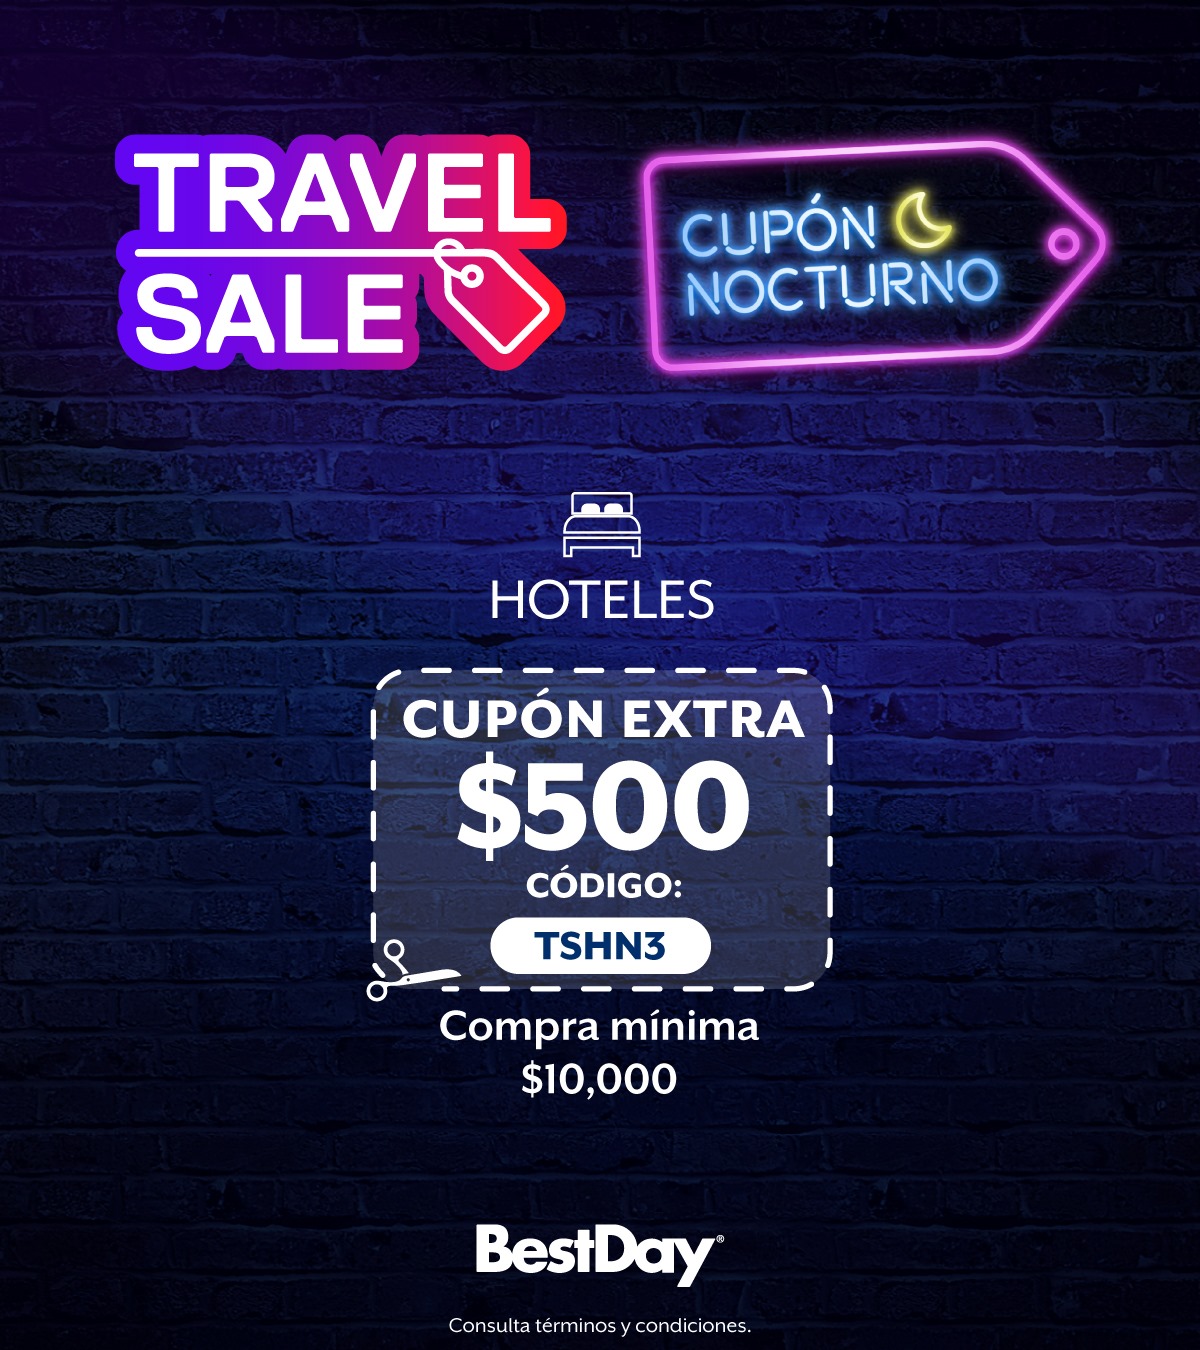 TRAVEL
SALE
CUPÓN
NOCTURNO
HOTELES
CUPÓN EXTRA
$500
CÓDIGO:
TSHN3
Compra mínima
$10,000
BestDay®
Consulta términos y condiciones.